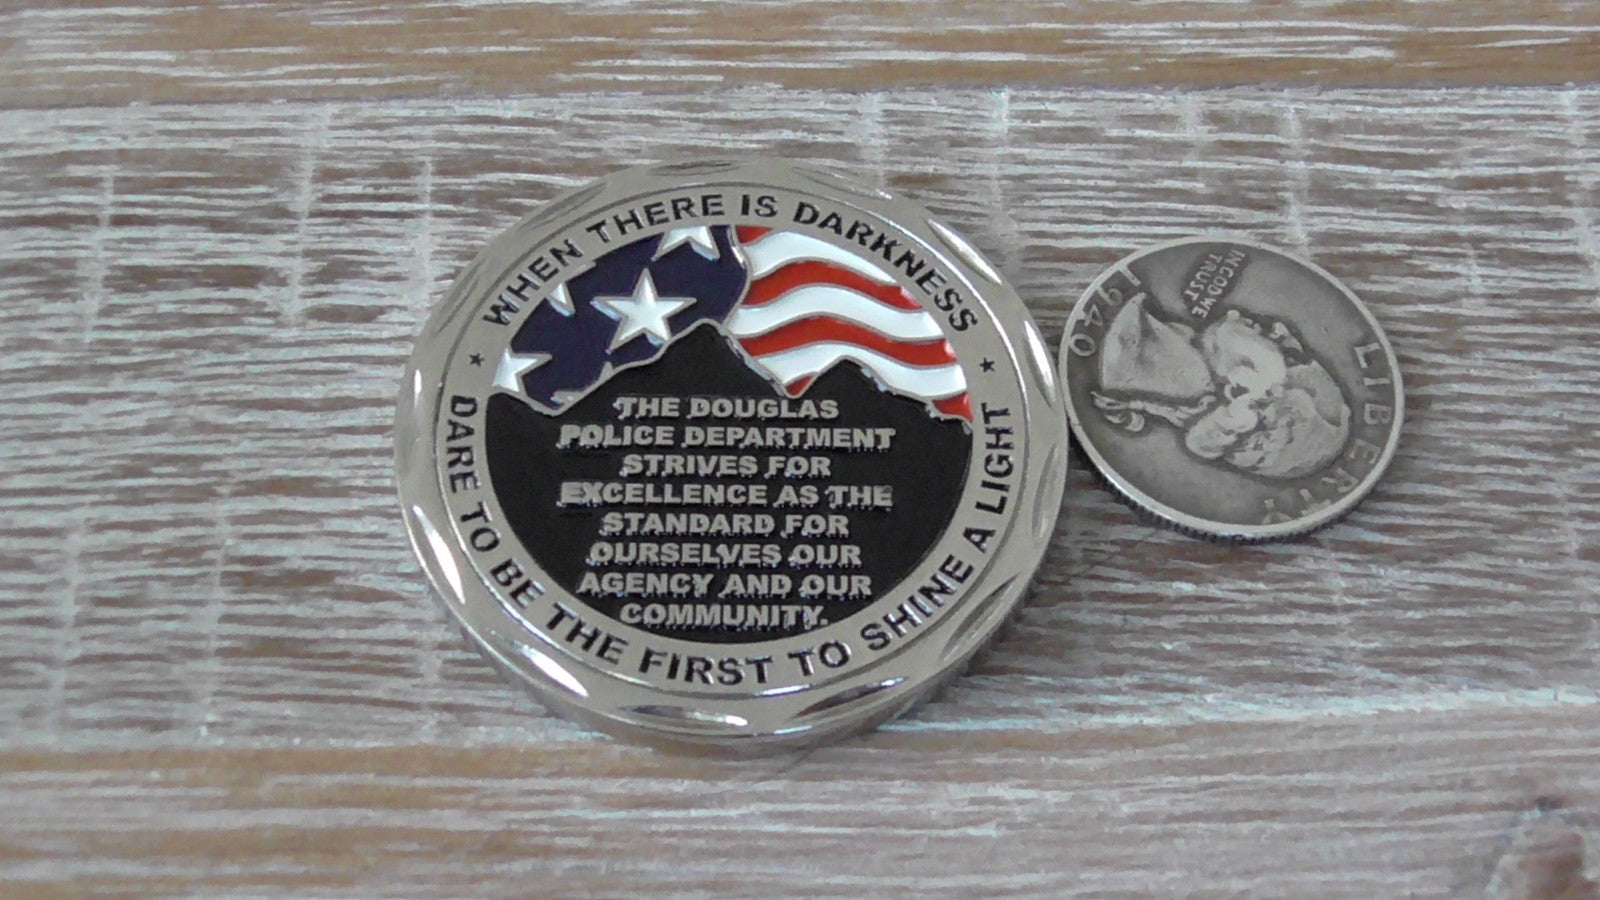 WHEN THERE IS DARKNESS
DARE TO BE THE FIRST TO SHINE A LIGHT
THE DOUGLAS
POLICE DEPARTMENT
STRIVES FOR
EXCELLENCE AS THE
STANDARD FOR
OURSELVES OUR
AGENCY AND OUR
COMMUNITY.
LIBERTY
IN GOD WE
TRUST
1940